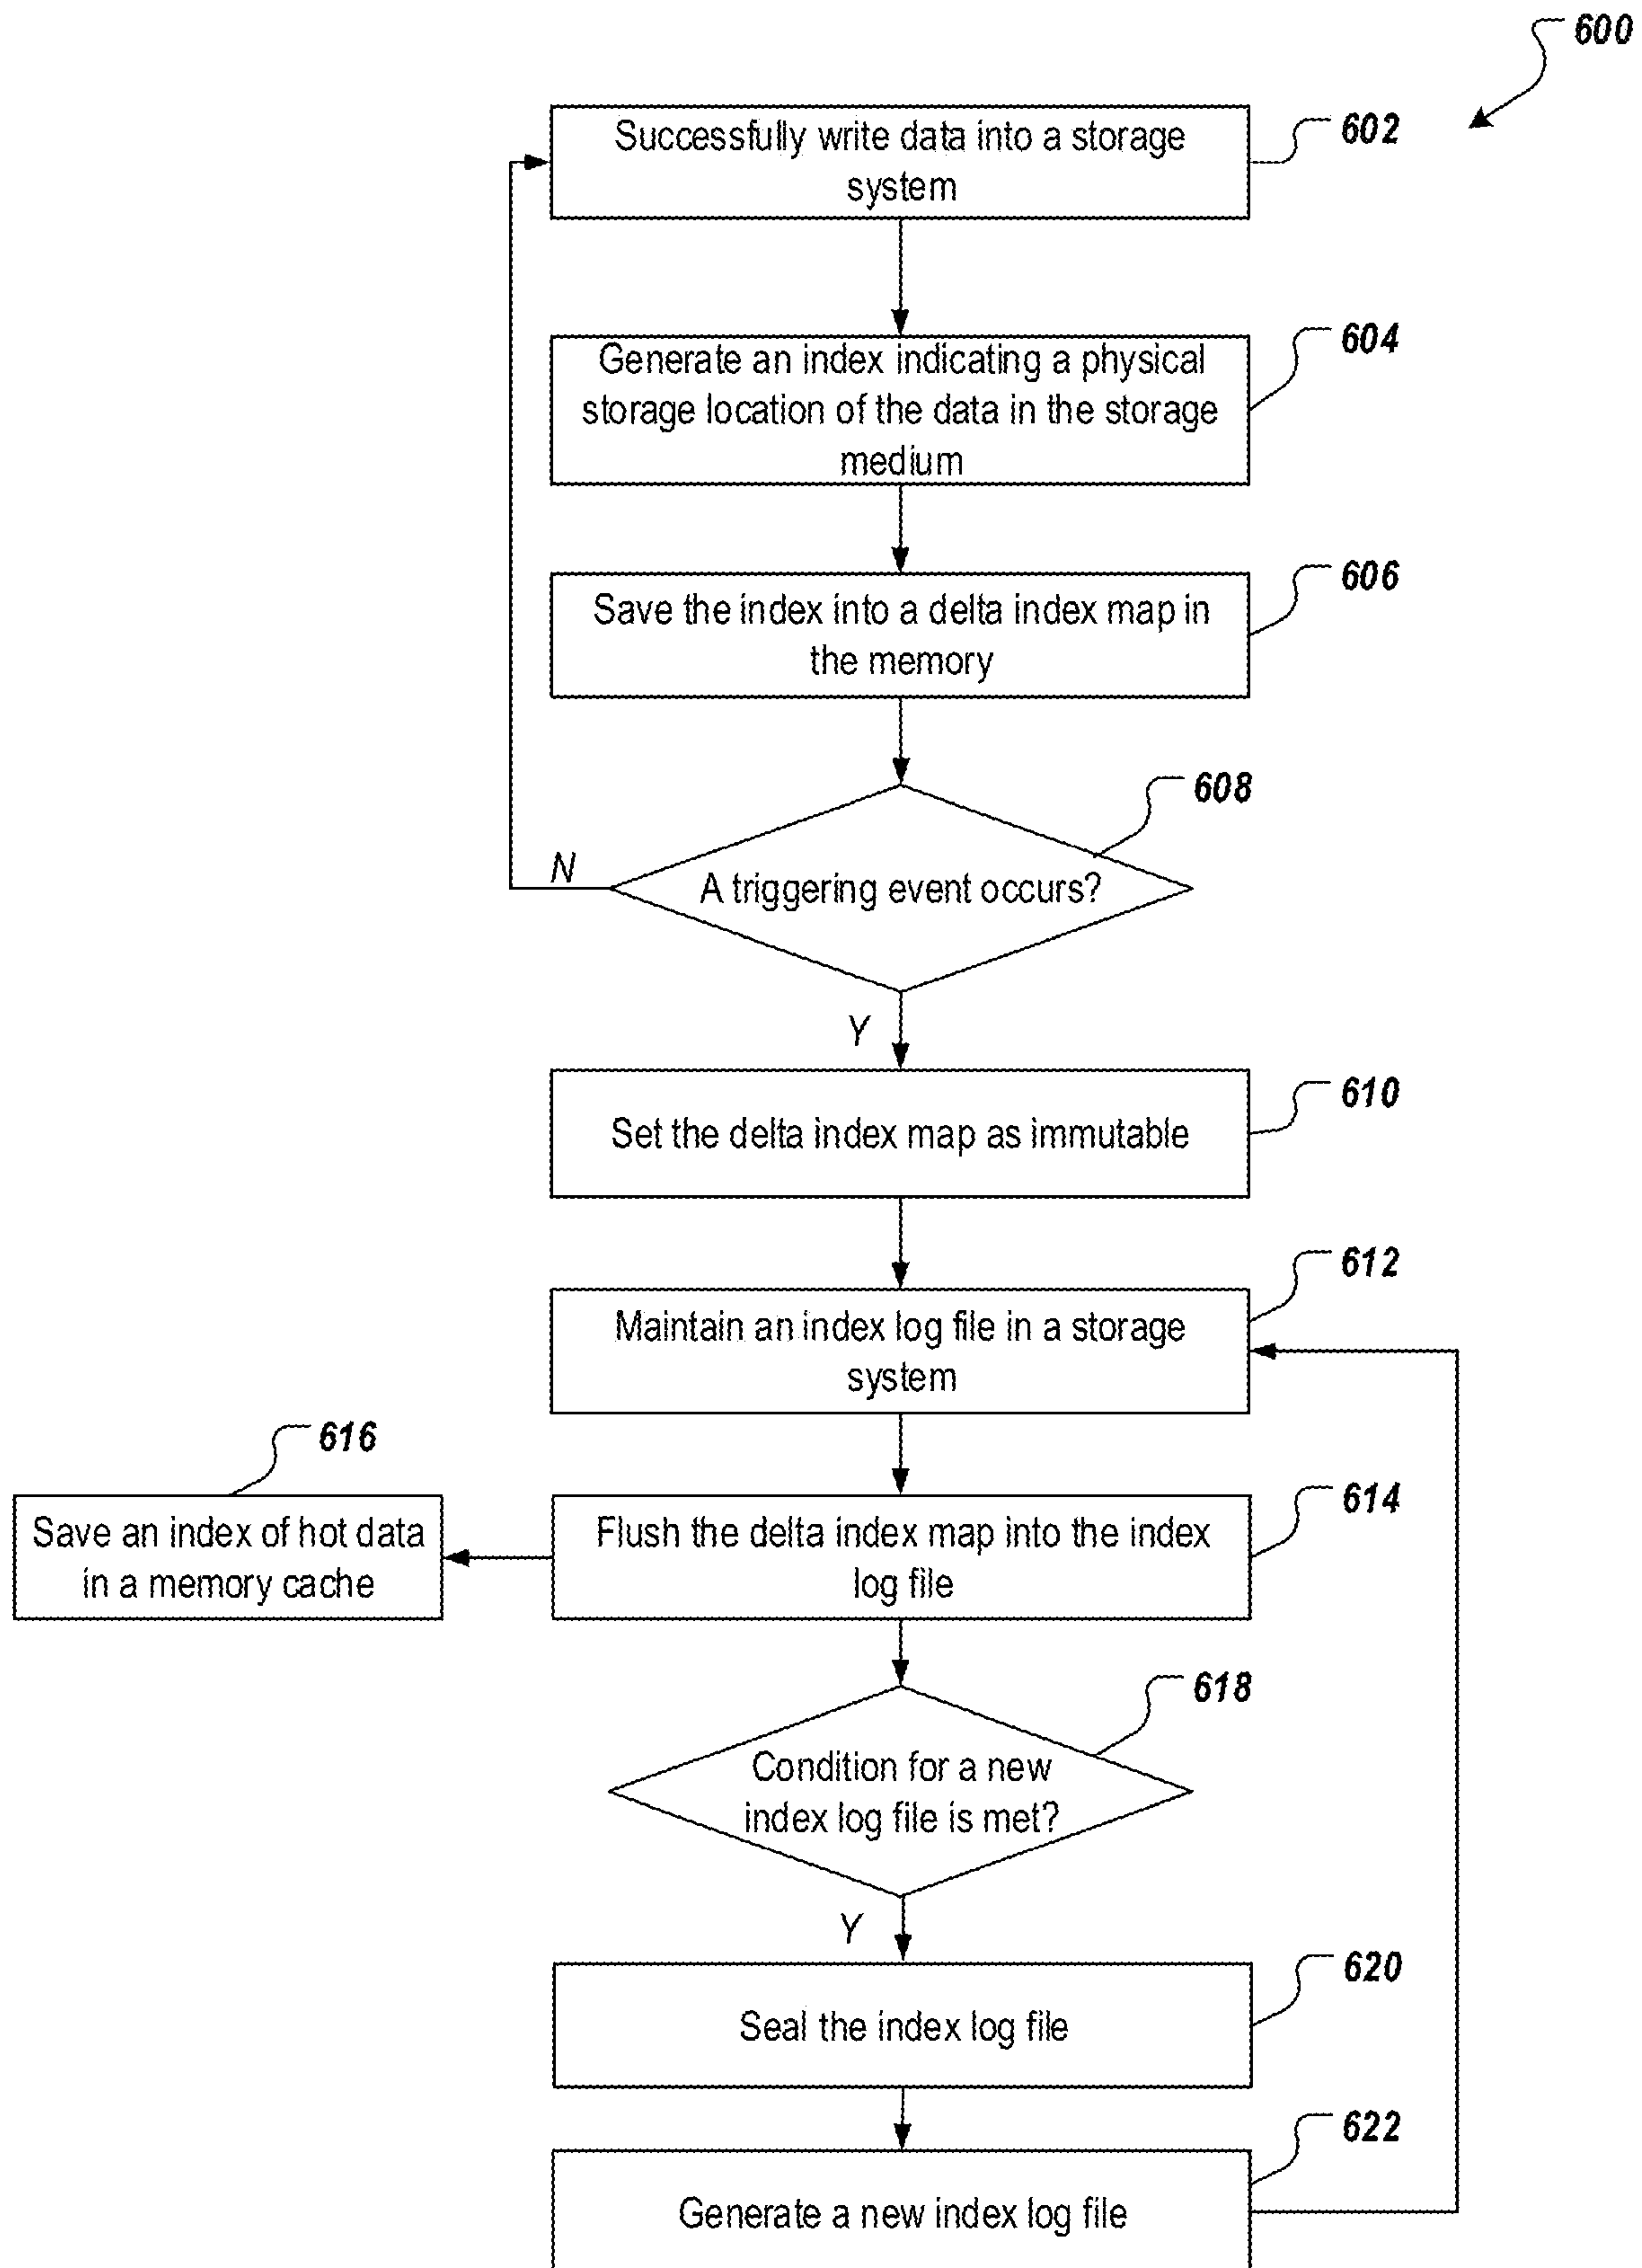 600
Successfully write data into a storage
system
602
Generate an index indicating a physical
storage location of the data in the storage
medium
604
Save the index into a delta index map in
the memory
606
608
A triggering event occurs?
N
Y
Set the delta index map as immutable
610
Maintain an index log file in a storage
system
612
616
Save an index of hot data
in a memory cache
Flush the delta index map into the index
log file
614
618
Condition for a new
index log file is met?
Y
Seal the index log file
620
Generate a new index log file
622